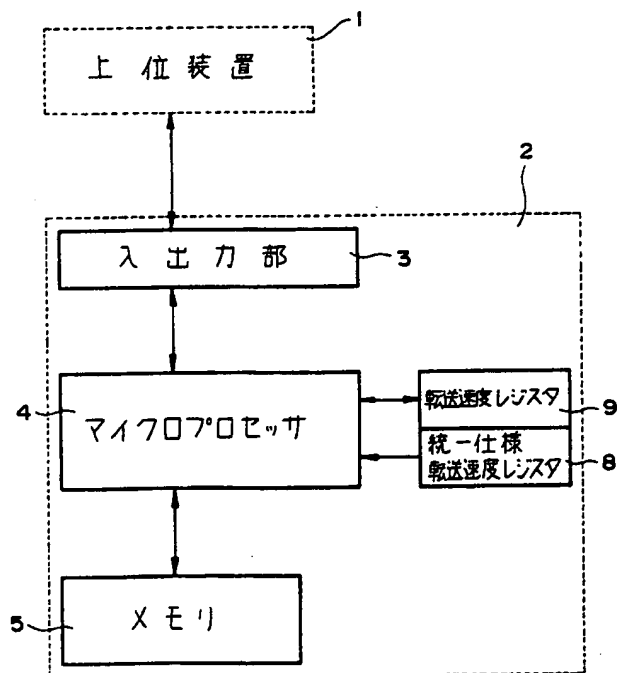 1
上位装置
2
入出力部
3
4
マイクロプロセッサ
転送速度レジスタ
9
統一仕様
転送速度レジスタ
8
5
メモリ